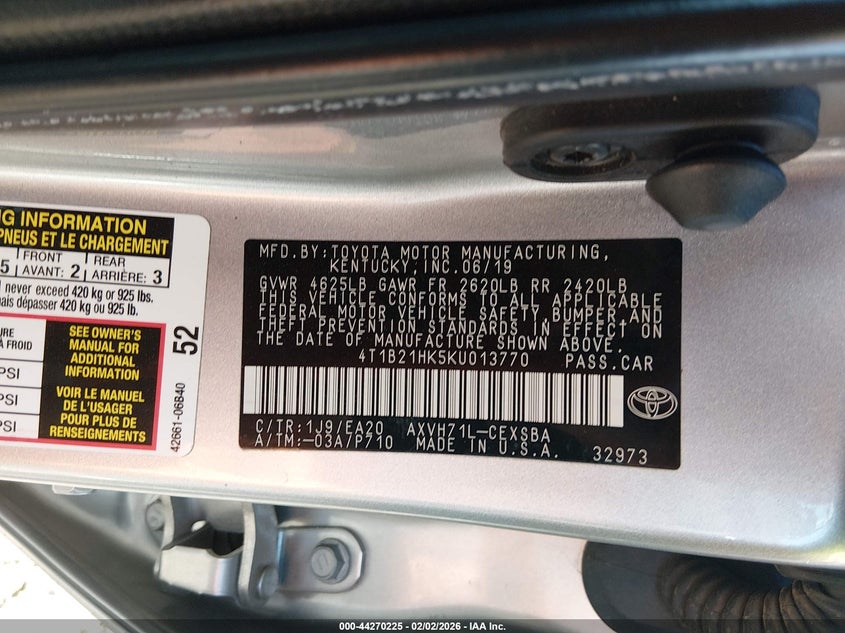 NG INFORMATION
PNEUS ET LE CHARGEMENT
5 FRONT AVANT: 2 REAR ARRIÈRE: 3
never exceed 420 kg or 925 lbs.
mais dépasser 420 kg ou 925 lb.
À FROID
PSI
PSI
PSI
SEE OWNER'S
MANUAL FOR
ADDITIONAL
INFORMATION
VOIR LE MANUEL
DE L'USAGER
POUR PLUS DE
RENSEIGNEMENTS
52
42661-06B40
MFD.BY:TOYOTA MOTOR MANUFACTURING,
KENTUCKY,INC.06/19
GVWR 4625LB GAWR FR 2620LB RR 2420LB
THIS VEHICLE CONFORMS TO ALL APPLICABLE
FEDERAL MOTOR VEHICLE SAFETY,BUMPER,AND
THEFT PREVENTION STANDARDS IN EFFECT ON
THE DATE OF MANUFACTURE SHOWN ABOVE.
4T1B21HK5KU013770 PASS.CAR
C/TR:1J9/EA20 AXVH71L-CEXSBA
A/TM:-03A/P710 MADE IN U.S.A. 32973
000-44270225 - 02/02/2026 - IAA Inc.